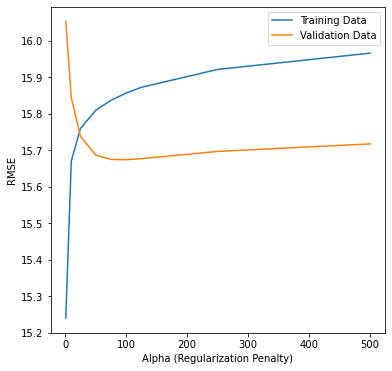 Training Data
Validation Data
16.0
15.9
15.8
15.7
15.6
15.5
15.4
15.3
15.2
RMSE
0 100 200 300 400 500
Alpha (Regularization Penalty)